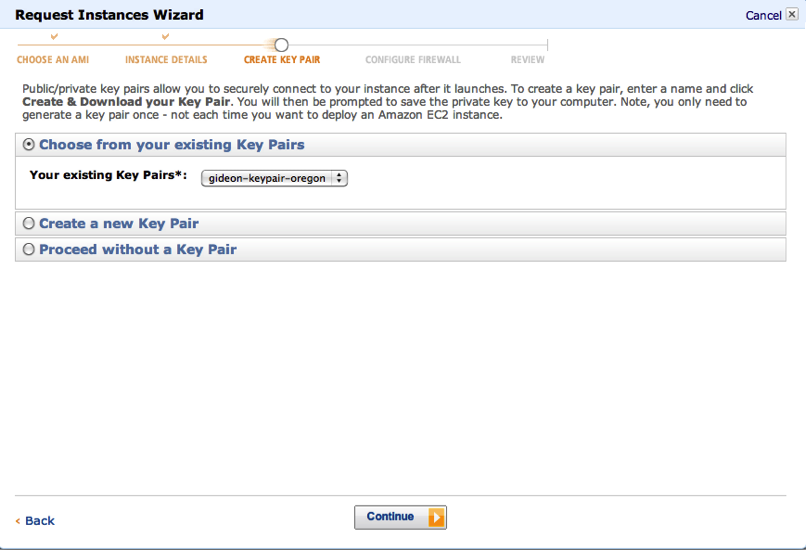 Request Instances Wizard
Cancel
CHOOSE AN AMI INSTANCE DETAILS CREATE KEY PAIR CONFIGURE FIREWALL REVIEW
Public/private key pairs allow you to securely connect to your instance after it launches. To create a key pair, enter a name and click
Create & Download your Key Pair. You will then be prompted to save the private key to your computer. Note, you only need to
generate a key pair once - not each time you want to deploy an Amazon EC2 instance.
Choose from your existing Key Pairs
Your existing Key Pairs*: gideon-keypair-oregon
Create a new Key Pair
Proceed without a Key Pair
Back
Continue